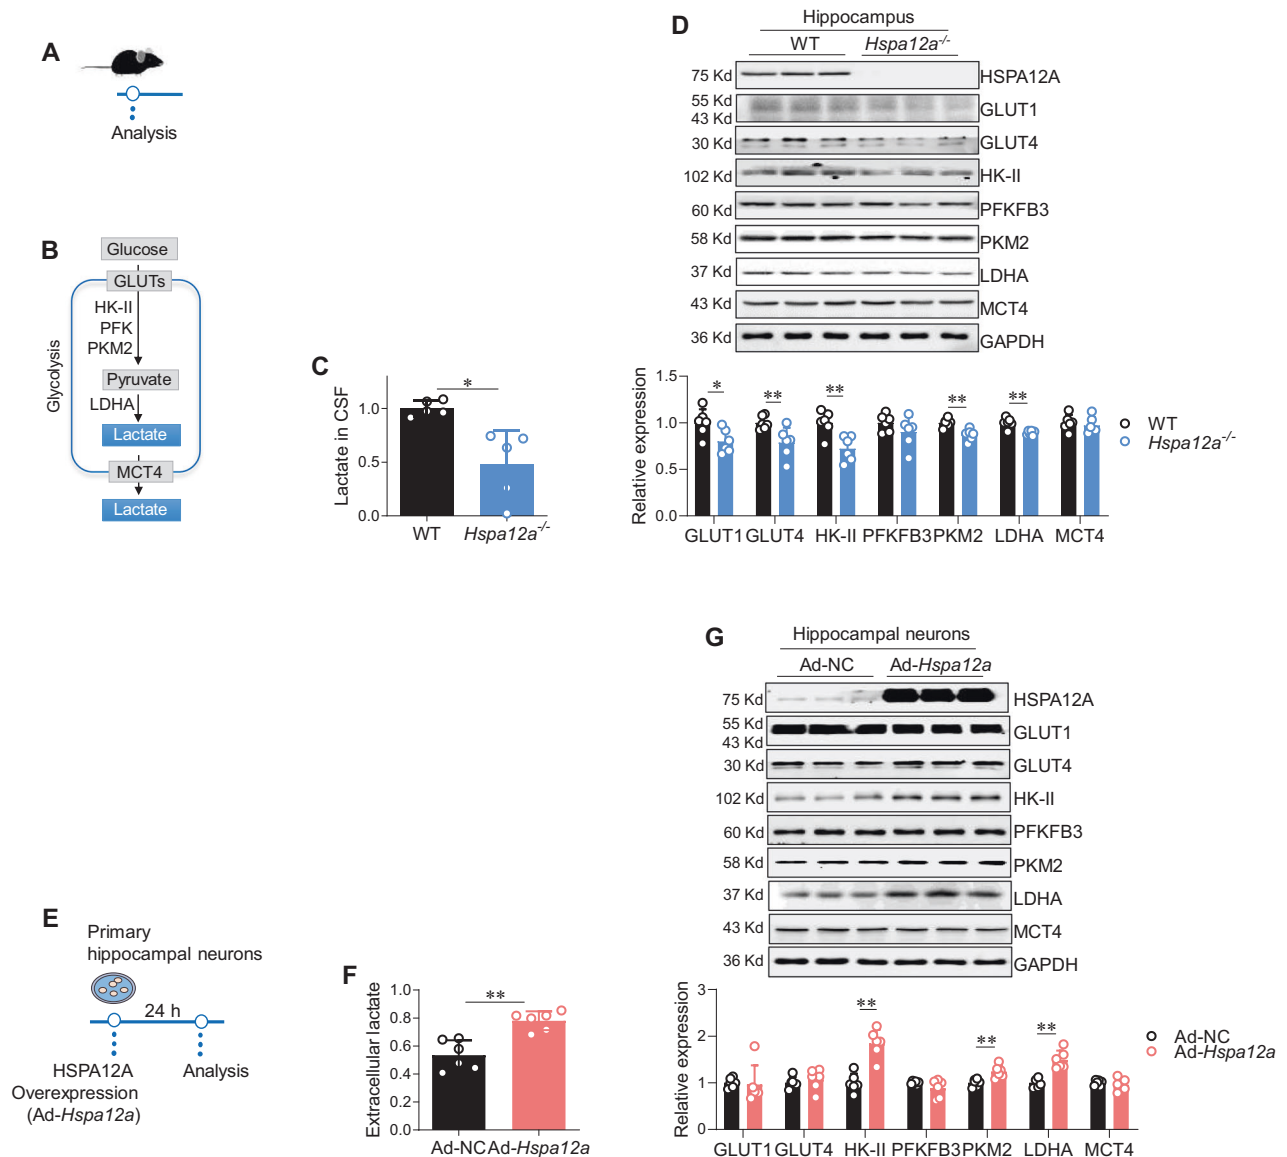 A
Analysis
B
Glucose
GLUTs
HK-II
PFK
PKM2
Glycolysis
Pyruvate
LDHA
Lactate
MCT4
Lactate
C
Lactate in CSF
*
1.0
0.5
0.0
WT
Hspa12a-/-
D
Hippocampus
WT
Hspa12a-/-
75 Kd
HSPA12A
55 Kd
43 Kd
GLUT1
30 Kd
GLUT4
102 Kd
HK-II
60 Kd
PFKFB3
58 Kd
PKM2
37 Kd
LDHA
43 Kd
MCT4
36 Kd
GAPDH
Relative expression
1.5
1.0
0.5
0.0
* ** ** ** **
GLUT1 GLUT4 HK-II PFKFB3 PKM2 LDHA MCT4
WT
Hspa12a-/-
E
Primary
hippocampal neurons
24 h
HSPA12A
Overexpression
(Ad-Hspa12a)
Analysis
F
Extracellular lactate
**
1.0
0.8
0.6
0.4
0.2
0.0
Ad-NC Ad-Hspa12a
G
Hippocampal neurons
Ad-NC
Ad-Hspa12a
75 Kd
HSPA12A
55 Kd
43 Kd
GLUT1
30 Kd
GLUT4
102 Kd
HK-II
60 Kd
PFKFB3
58 Kd
PKM2
37 Kd
LDHA
43 Kd
MCT4
36 Kd
GAPDH
Relative expression
3
2
1
0
** ** **
GLUT1 GLUT4 HK-II PFKFB3 PKM2 LDHA MCT4
Ad-NC
Ad-Hspa12a